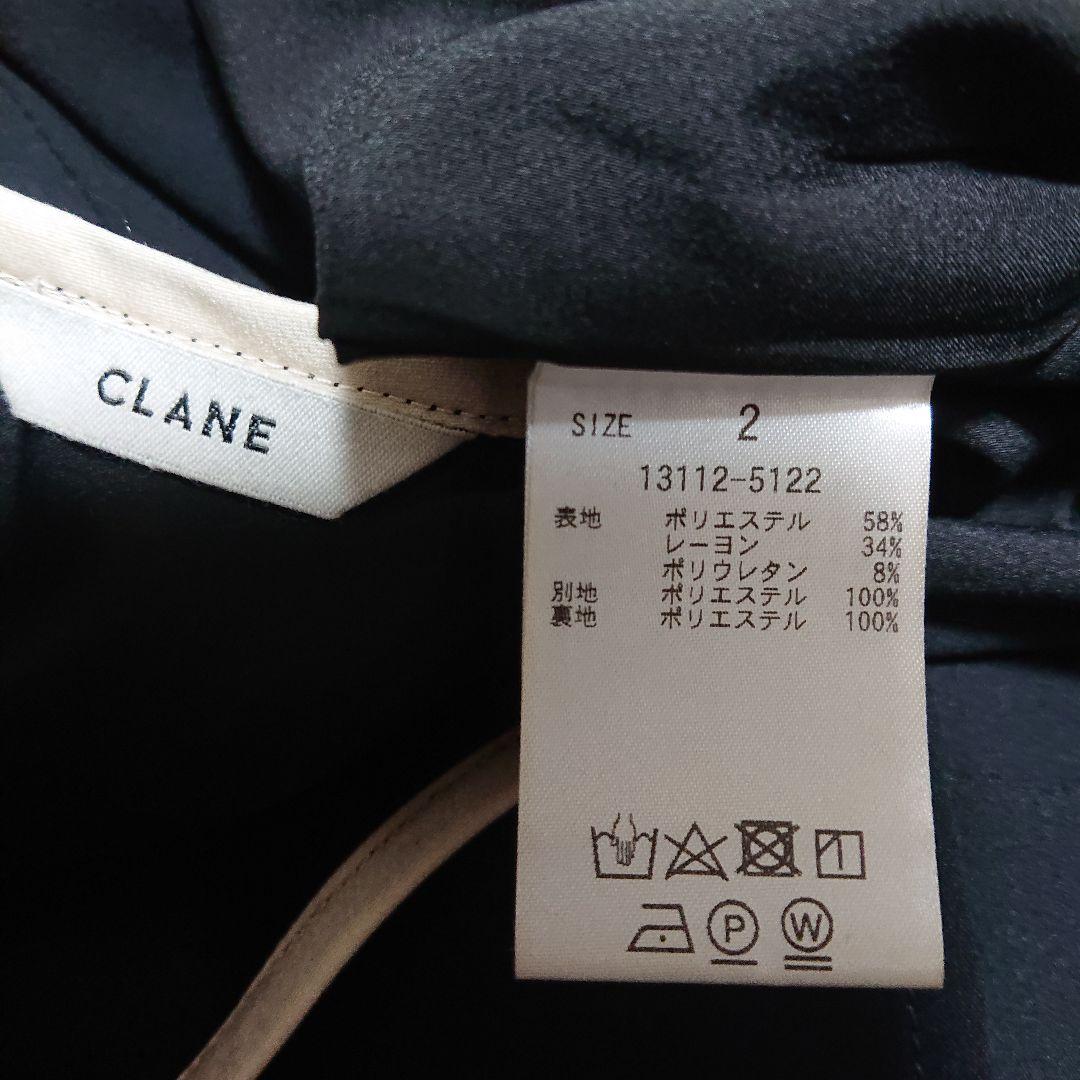 CLANE
SIZE 2
13112-5122
表地 ポリエステル 58%
レーヨン 34%
ポリウレタン 8%
別地 ポリエステル 100%
裏地 ポリエステル 100%
P W